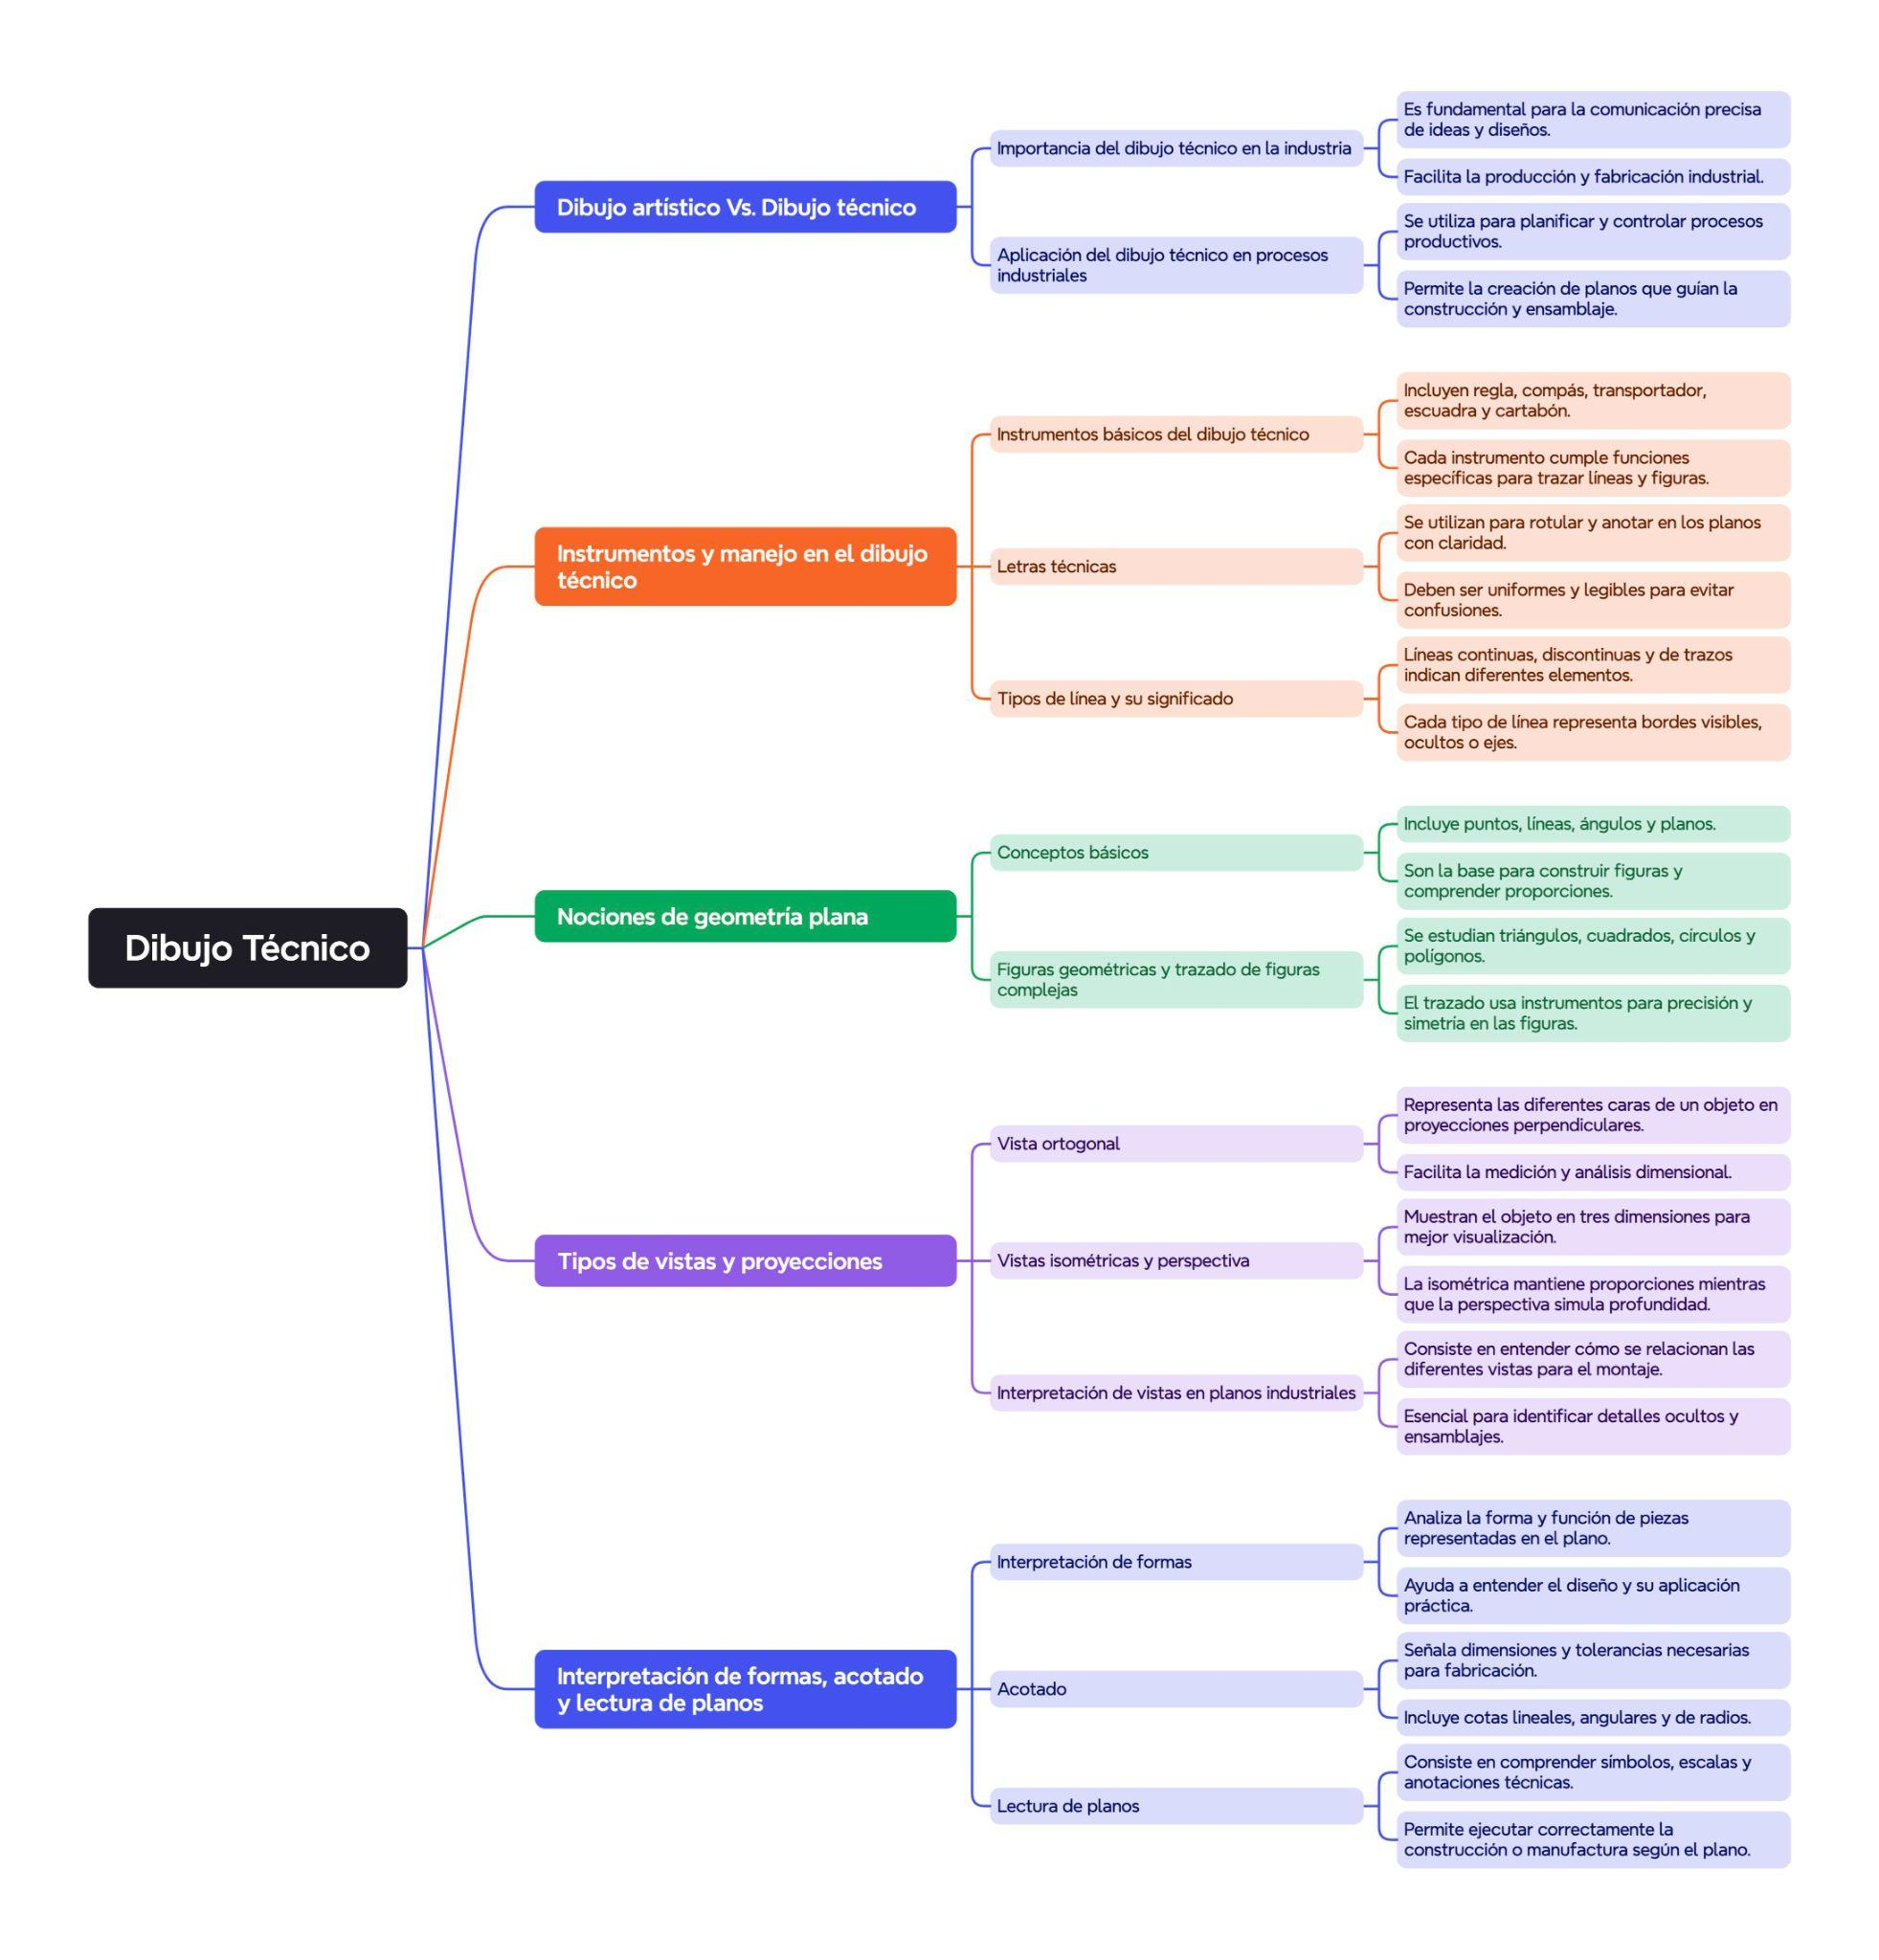 Dibujo Técnico
Dibujo artístico Vs. Dibujo técnico
Importancia del dibujo técnico en la industria
Es fundamental para la comunicación precisa
de ideas y diseños.
Facilita la producción y fabricación industrial.
Aplicación del dibujo técnico en procesos
industriales
Se utiliza para planificar y controlar procesos
productivos.
Permite la creación de planos que guían la
construcción y ensamblaje.
Instrumentos y manejo en el dibujo
técnico
Instrumentos básicos del dibujo técnico
Incluyen regla, compás, transportador,
escuadra y cartabón.
Cada instrumento cumple funciones
específicas para trazar líneas y figuras.
Letras técnicas
Se utilizan para rotular y anotar en los planos
con claridad.
Deben ser uniformes y legibles para evitar
confusiones.
Tipos de línea y su significado
Líneas continuas, discontinuas y de trazos
indican diferentes elementos.
Cada tipo de línea representa bordes visibles,
ocultos o ejes.
Nociones de geometría plana
Conceptos básicos
Incluye puntos, líneas, ángulos y planos.
Son la base para construir figuras y
comprender proporciones.
Figuras geométricas y trazado de figuras
complejas
Se estudian triángulos, cuadrados, círculos y
polígonos.
El trazado usa instrumentos para precisión y
simetría en las figuras.
Tipos de vistas y proyecciones
Vista ortogonal
Representa las diferentes caras de un objeto en
proyecciones perpendiculares.
Facilita la medición y análisis dimensional.
Vistas isométricas y perspectiva
Muestran el objeto en tres dimensiones para
mejor visualización.
La isométrica mantiene proporciones mientras
que la perspectiva simula profundidad.
Interpretación de vistas en planos industriales
Consiste en entender cómo se relacionan las
diferentes vistas para el montaje.
Esencial para identificar detalles ocultos y
ensamblajes.
Interpretación de formas, acotado
y lectura de planos
Interpretación de formas
Analiza la forma y función de piezas
representadas en el plano.
Ayuda a entender el diseño y su aplicación
práctica.
Acotado
Señala dimensiones y tolerancias necesarias
para fabricación.
Incluye cotas lineales, angulares y de radios.
Lectura de planos
Consiste en comprender símbolos, escalas y
anotaciones técnicas.
Permite ejecutar correctamente la
construcción o manufactura según el plano.